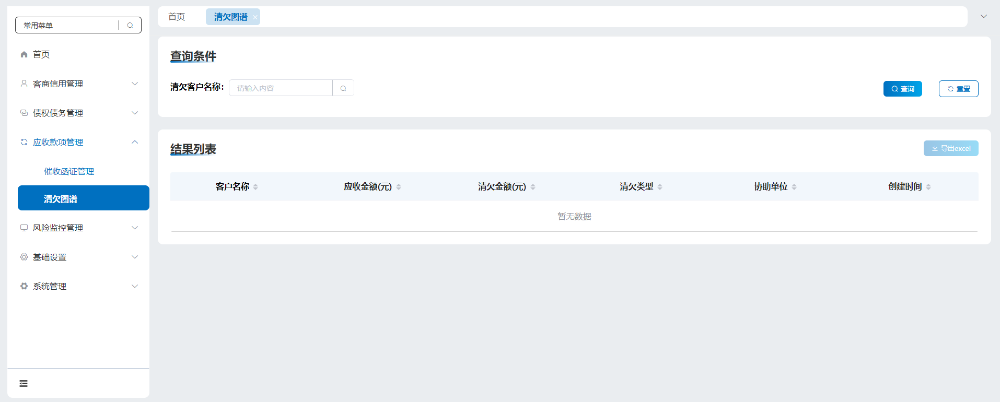 常用菜单
首页
客商信用管理
债权债务管理
应收款项管理
催收函证管理
清欠图谱
风险监控管理
基础设置
系统管理
首页
清欠图谱
查询条件
清欠客户名称: 请输入内容
查询
重置
结果列表
导出excel
客户名称 应收金额(元) 清欠金额(元) 清欠类型 协助单位 创建时间
暂无数据